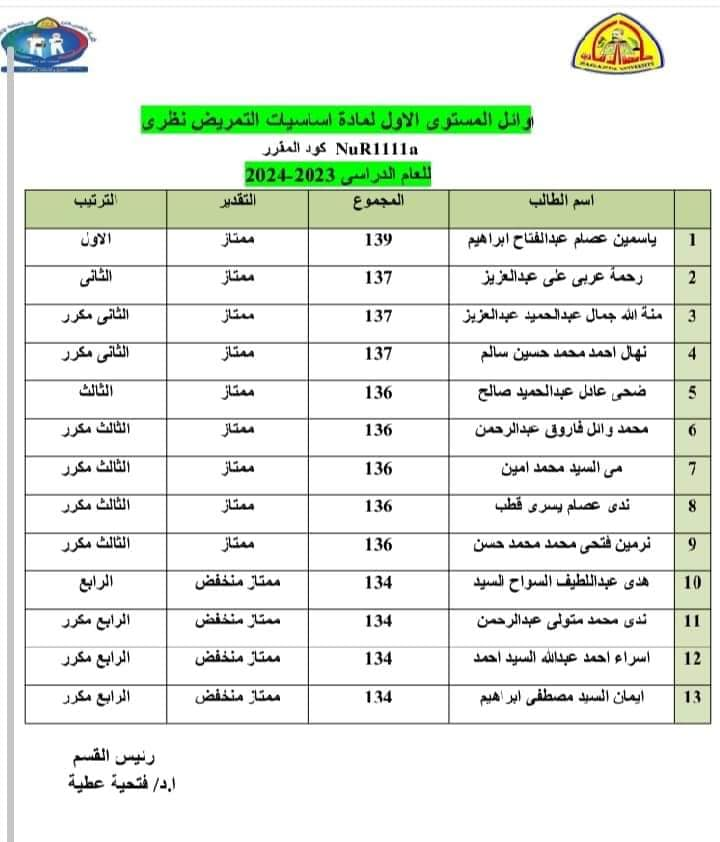 اوائل المستوى الاول لمادة اساسيات التمريض نظرى
كود المقرر NuR1111a
للعام الدراسى 2023-2024
اسم الطالب المجموع التقدير الترتيب
1 ياسمين عصام عبدالفتاح ابراهيم 139 ممتاز الاول
2 رحمة عربى على عبدالعزيز 137 ممتاز الثانى
3 منة الله جمال عبدالحميد عبدالعزيز 137 ممتاز الثانى مكرر
4 نهال احمد محمد حسين سالم 137 ممتاز الثانى مكرر
5 ضحى عادل عبدالحميد صالح 136 ممتاز الثالث
6 محمد وائل فاروق عبدالرحمن 136 ممتاز الثالث مكرر
7 مى السيد محمد امين 136 ممتاز الثالث مكرر
8 ندى عصام يسرى قطب 136 ممتاز الثالث مكرر
9 نرمين فتحى محمد محمد حسن 136 ممتاز الثالث مكرر
10 هدى عبداللطيف السواح السيد 134 ممتاز منخفض الرابع
11 ندى محمد متولى عبدالرحمن 134 ممتاز منخفض الرابع مكرر
12 اسراء احمد عبدالله السيد احمد 134 ممتاز منخفض الرابع مكرر
13 ايمان السيد مصطفى ابراهيم 134 ممتاز منخفض الرابع مكرر
رئيس القسم
ا.د/ فتحية عطية